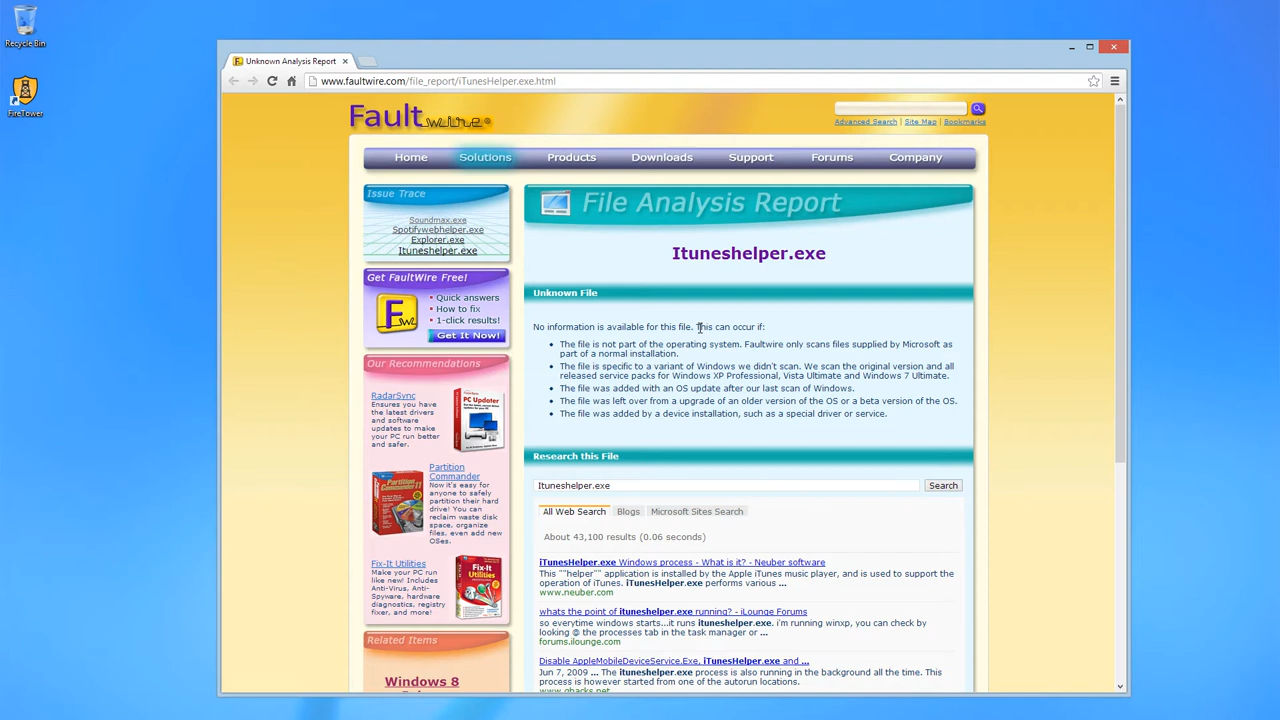 Recycle Bin
FireTower
Unknown Analysis Report
www.faultwire.com/file_report/iTunesHelper.exe.html
Fault wire
Advanced Search | Site Map | Bookmarks
Home Solutions Products Downloads Support Forums Company
Issue Trace
Soundmax.exe
Spotifywebhelper.exe
Explorer.exe
Ituneshelper.exe
Get FaultWire Free!
Quick answers
How to fix
1-click results!
Get It Now!
Our Recommendations
RadarSync
Ensures you have
the latest drivers
and software
updates to make
your PC run better
and safer.
PC Updater
Partition
Commander
Now it's easy for
anyone to safely
partition their hard
drive! You can
reclaim waste disk
space, organize
files, even add new
OSes.
Fix-It Utilities
Make your PC run
like new! Includes
Anti-Virus, Anti-
Spyware, hardware
diagnostics, registry
fixer, and more!
Fix-It
Utilities
Related Items
Windows 8
File Analysis Report
Ituneshelper.exe
Unknown File
No information is available for this file. This can occur if:
The file is not part of the operating system. Faultwire only scans files supplied by Microsoft as
part of a normal installation.
The file is specific to a variant of Windows we didn't scan. We scan the original version and all
released service packs for Windows XP Professional, Vista Ultimate and Windows 7 Ultimate.
The file was added with an OS update after our last scan of Windows.
The file was left over from a upgrade of an older version of the OS or a beta version of the OS.
The file was added by a device installation, such as a special driver or service.
Research this File
Ituneshelper.exe
Search
All Web Search Blogs Microsoft Sites Search
About 43,100 results (0.06 seconds)
iTunesHelper.exe Windows process - What is it? - Neuber software
This ""helper"" application is installed by the Apple iTunes music player, and is used to support the
operation of iTunes. iTunesHelper.exe performs various ...
www.neuber.com
whats the point of ituneshelper.exe running? - iLounge Forums
so everytime windows starts...it runs ituneshelper.exe. i'm running winxp, you can check by
looking @ the processes tab in the task manager or ...
forums.ilounge.com
Disable AppleMobileDeviceService.Exe, iTunesHelper.exe and ...
Jun 7, 2009 ... The ituneshelper.exe process is also running in the background all the time. This
process is however started from one of the autorun locations.
www.ghacks.net